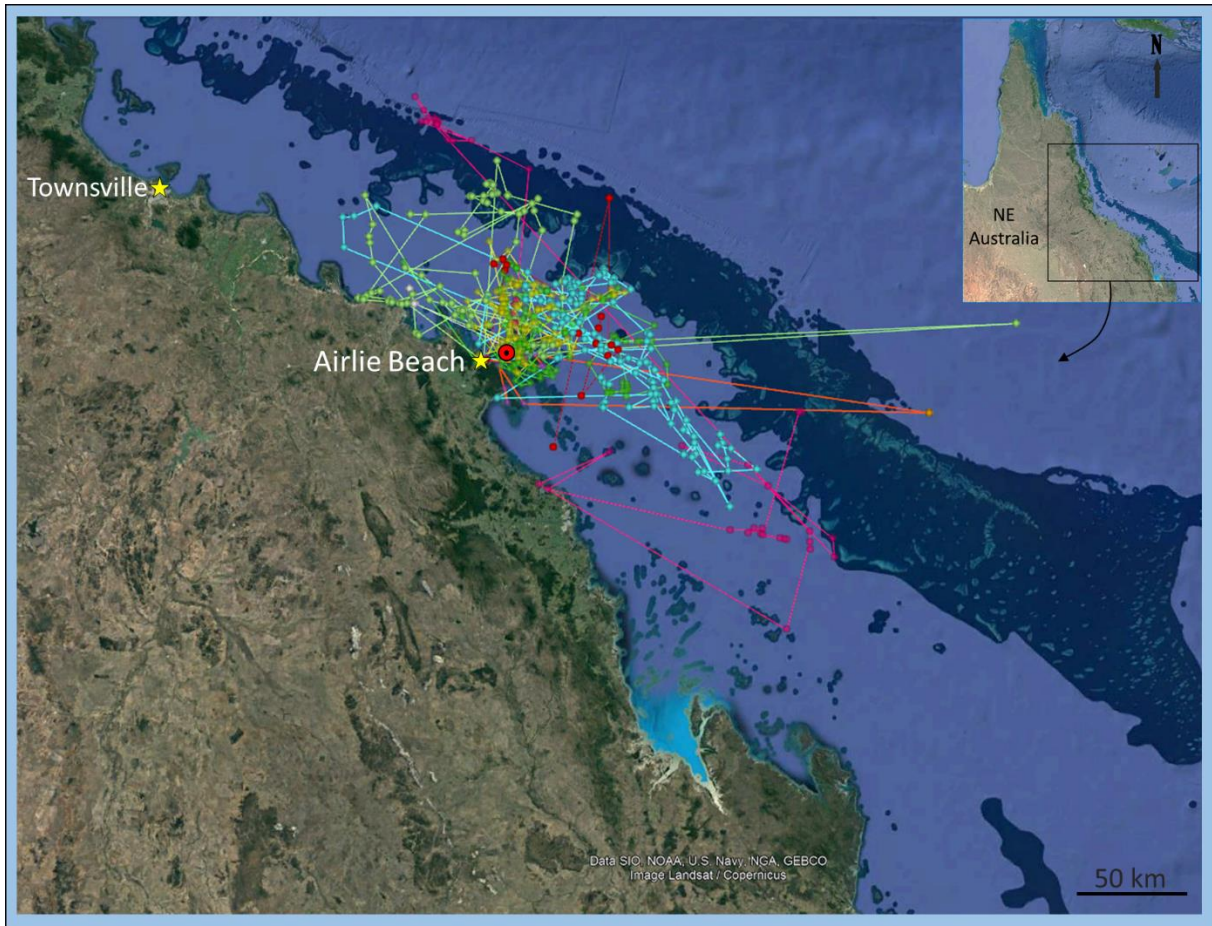 N
NE
Australia
Townsville
Airlie Beach
Data SIO, NOAA, U.S. Navy, NGA, GEBCO
Image Landsat / Copernicus
50 km